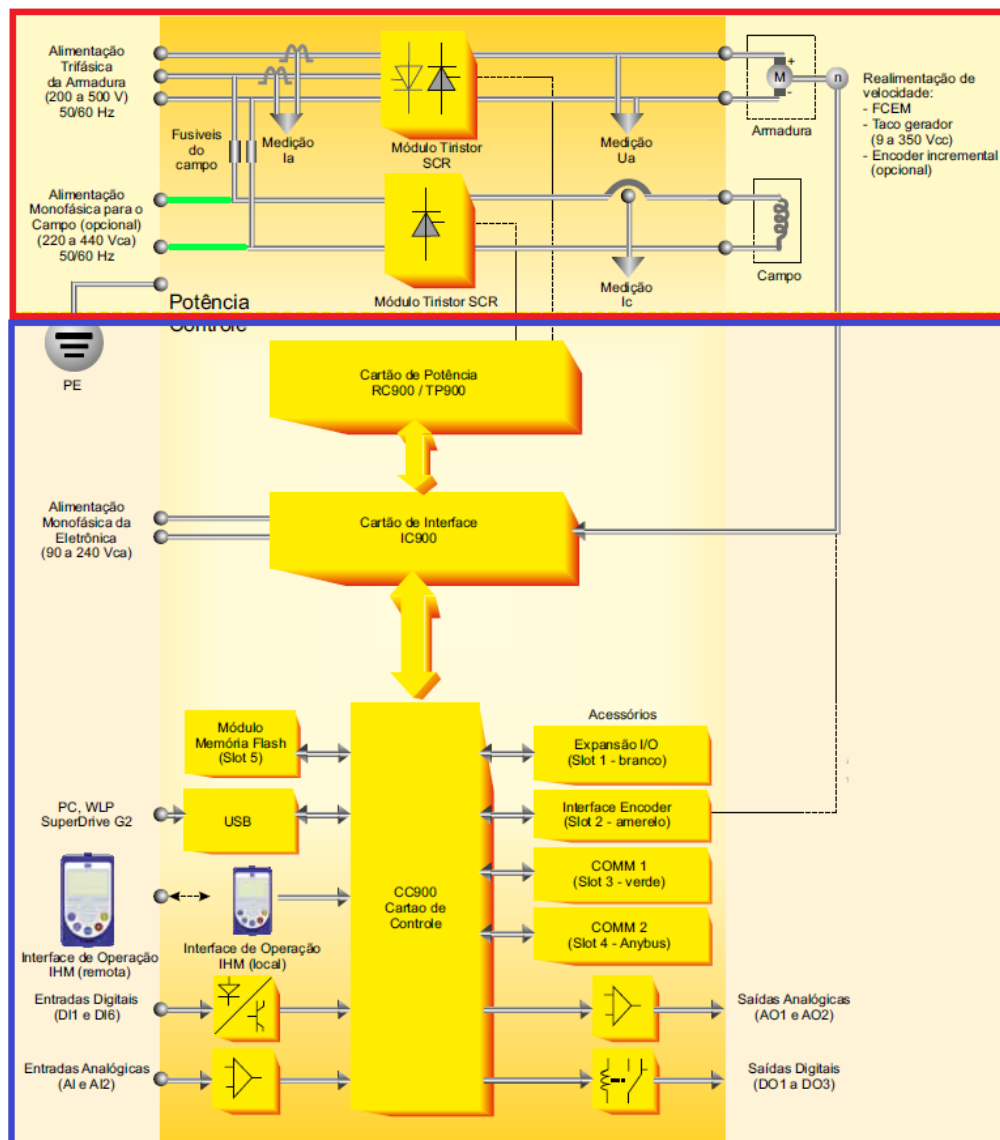 Alimentação
Trifásica
da Armadura
(200 a 500 V)
50/60 Hz
Fusiveis
do
campo
Medição
Ia
Módulo Tiristor
SCR
Medição
Ua
M
+
-
n
Armadura
Realimentação de
velocidade:
- FCEM
- Taco gerador
(9 a 350 Vcc)
- Encoder incremental
(opcional)
Alimentação
Monofásica para o
Campo (opcional)
(220 a 440 Vca)
50/60 Hz
Módulo Tiristor SCR
Medição
Ic
Campo
Potência
Controle
PE
Cartão de Potência
RC900 / TP900
Alimentação
Monofásica da
Eletrônica
(90 a 240 Vca)
Cartão de Interface
IC900
Módulo
Memória Flash
(Slot 5)
Acessórios
Expansão I/O
(Slot 1 - branco)
PC, WLP
SuperDrive G2
USB
Interface Encoder
(Slot 2 - amerelo)
CC900
Cartao de
Controle
COMM 1
(Slot 3 - verde)
COMM 2
(Slot 4 - Anybus)
Interface de Operação
IHM (remota)
Interface de Operação
IHM (local)
Entradas Digitais
(DI1 e DI6)
Saídas Analógicas
(AO1 e AO2)
Entradas Analógicas
(AI e AI2)
Saídas Digitais
(DO1 a DO3)